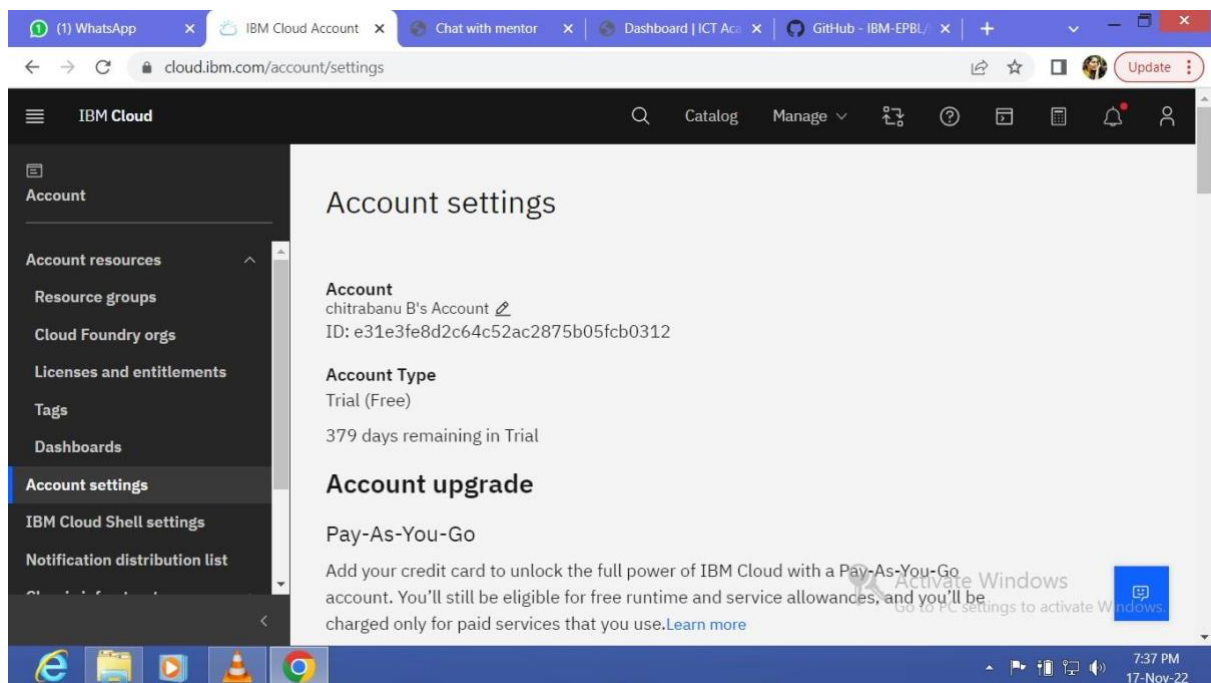 (1) WhatsApp
IBM Cloud Account
Chat with mentor
Dashboard | ICT Aca
GitHub - IBM-EPBL/
cloud.ibm.com/account/settings
Update
IBM Cloud
Catalog
Manage
Account
Account resources
Resource groups
Cloud Foundry orgs
Licenses and entitlements
Tags
Dashboards
Account settings
IBM Cloud Shell settings
Notification distribution list
Account settings
Account
chitrabanu B's Account
ID: e31e3fe8d2c64c52ac2875b05fcb0312
Account Type
Trial (Free)
379 days remaining in Trial
Account upgrade
Pay-As-You-Go
Add your credit card to unlock the full power of IBM Cloud with a Pay-As-You-Go
account. You'll still be eligible for free runtime and service allowances, and you'll be
charged only for paid services that you use.Learn more
Activate Windows
Go to PC settings to activate Windows.
7:37 PM
17-Nov-22